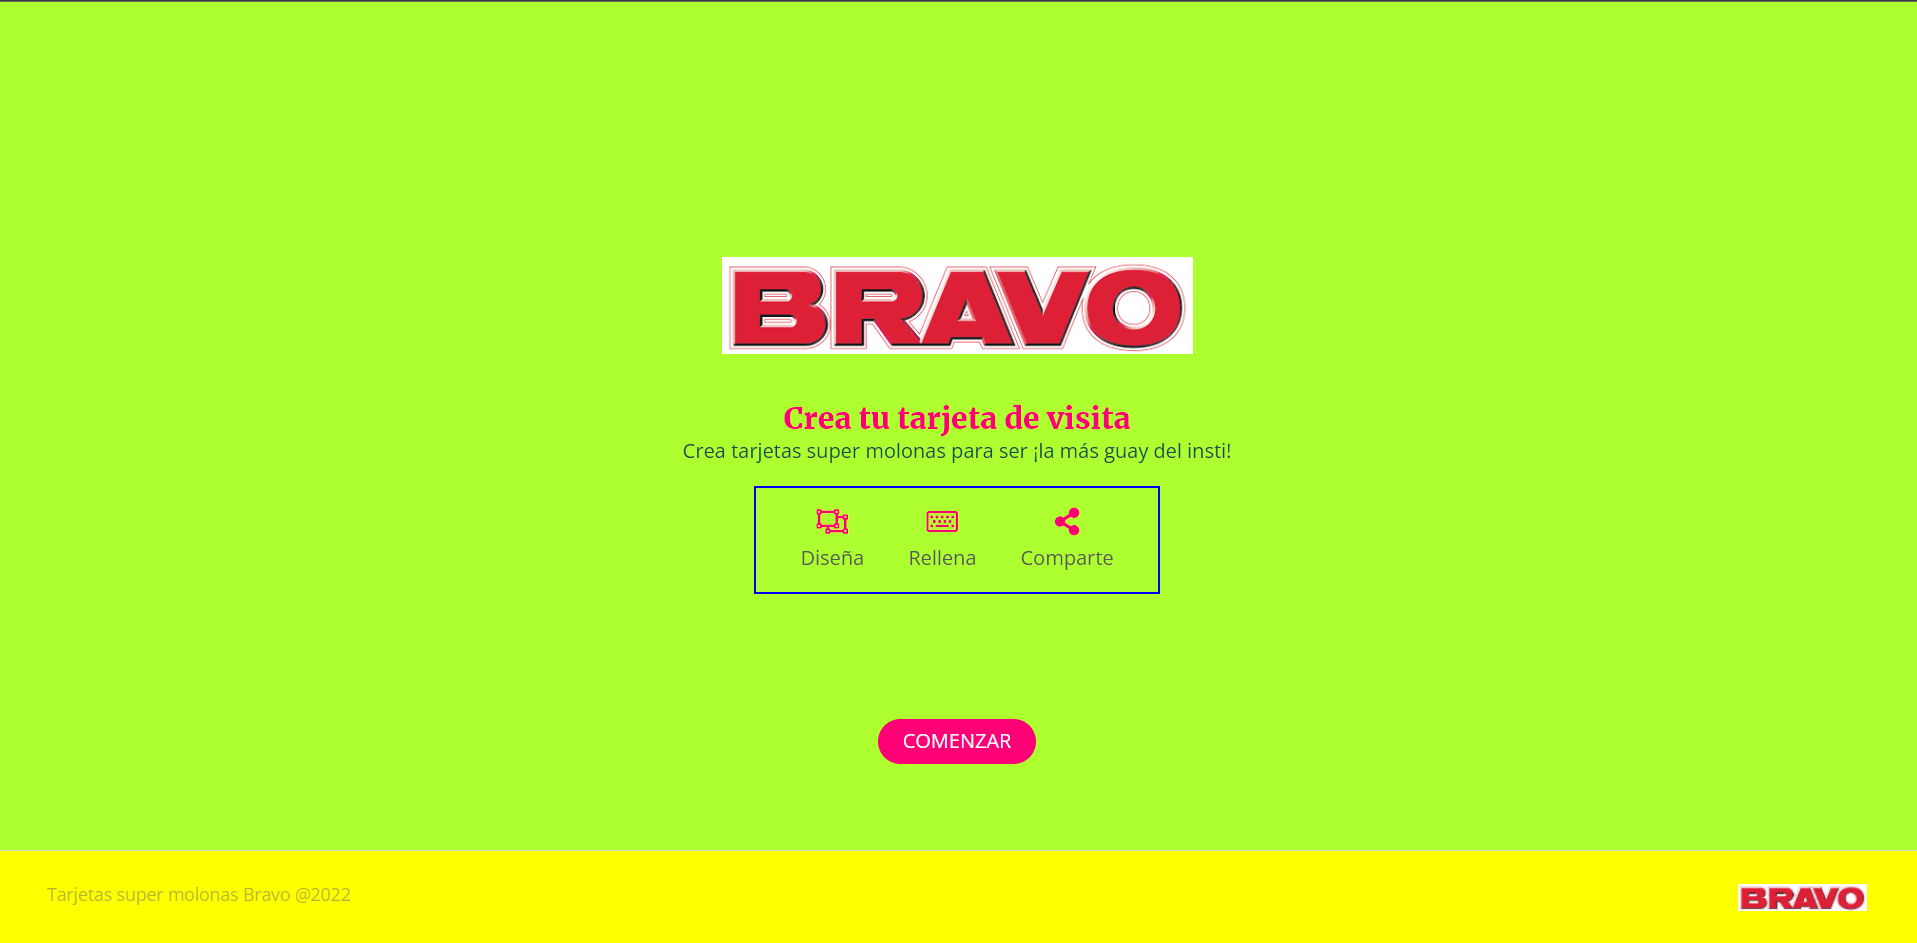 BRAVO
Crea tu tarjeta de visita
Crea tarjetas super molonas para ser ¡la más guay del insti!
Diseña Rellena Comparte
COMENZAR
Tarjetas super molonas Bravo @2022
BRAVO